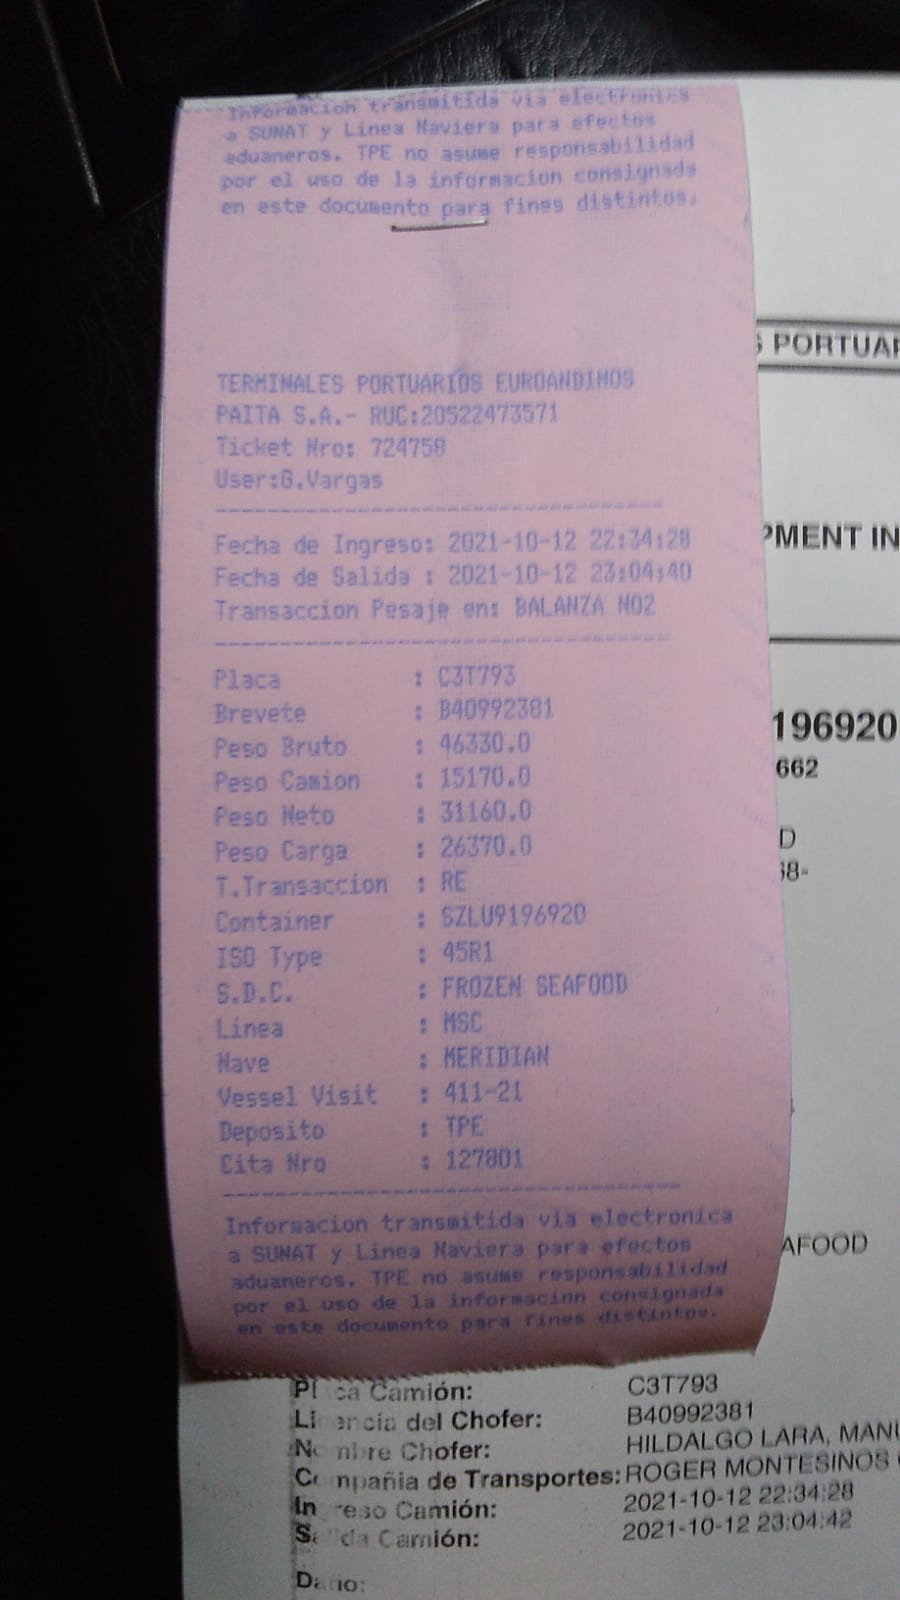 Informacion transmitida via electronica
a SUNAT y Linea Naviera para efectos
aduaneros. TPE no asume responsabilidad
por el uso de la informacion consignada
en este documento para fines distintos.
TERMINALES PORTUARIOS EUROANDINOS
PAITA S.A.- RUC:20522473571
Ticket Nro: 724758
User:G.Vargas
Fecha de Ingreso: 2021-10-12 22:34:28
Fecha de Salida : 2021-10-12 23:04:40
Transaccion Pesaje en: BALANZA NO2
Placa : C3T793
Brevete : B40992381
Peso Bruto : 46330.0
Peso Camion : 15170.0
Peso Neto : 31160.0
Peso Carga : 26370.0
T.Transaccion : RE
Container : SZLU9196920
ISO Type : 45R1
S.D.C. : FROZEN SEAFOOD
Linea : MSC
Nave : MERIDIAN
Vessel Visit : 411-21
Deposito : TPE
Cita Nro : 127801
Informacion transmitida via electronica
a SUNAT y Linea Naviera para efectos
aduaneros. TPE no asume responsabilidad
por el uso de la informacion consignada
en este documento para fines distintos.
S PORTUAR
PMENT IN
196920
662
D
68-
AFOOD
Placa Camión: C3T793
Licencia del Chofer: B40992381
Nombre Chofer: HILDALGO LARA, MANU
Compañia de Transportes: ROGER MONTESINOS
Ingreso Camión: 2021-10-12 22:34:28
Salida Camión: 2021-10-12 23:04:42